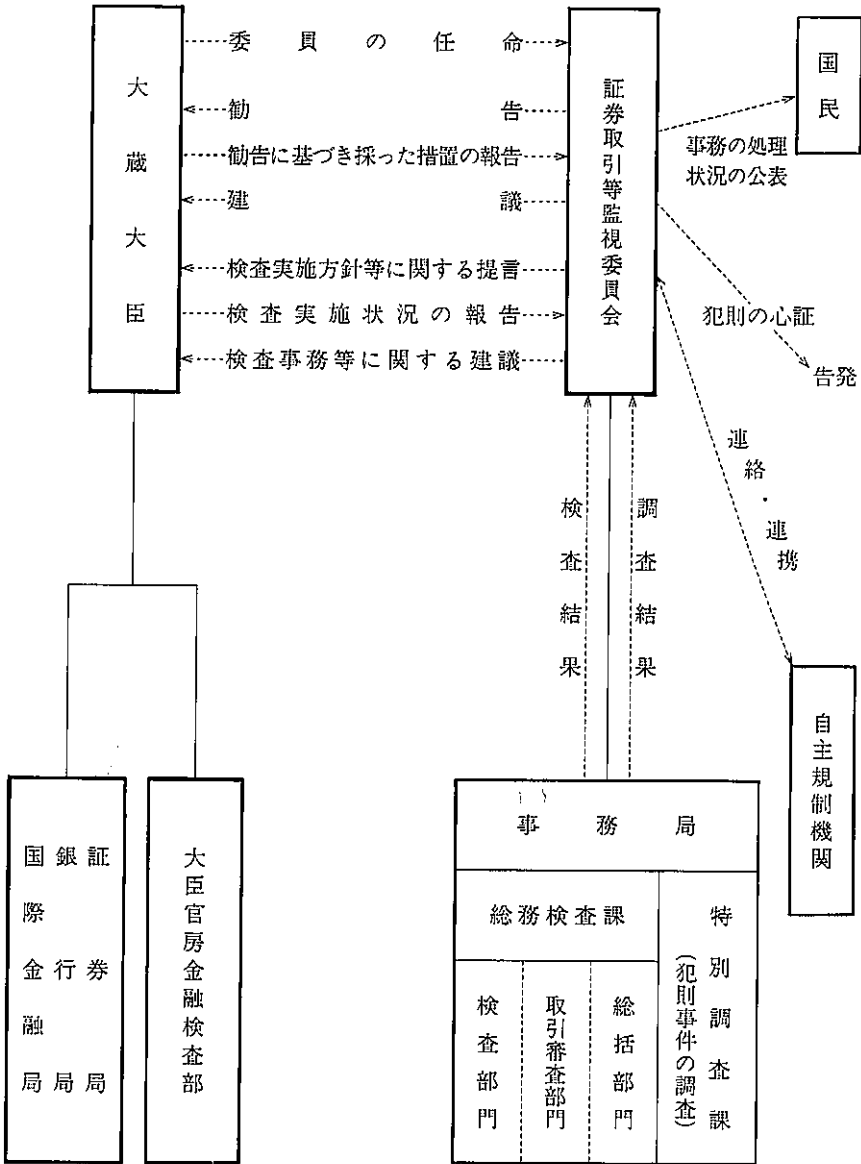 大蔵大臣
委員の任命
勧告
勧告に基づき採った措置の報告
建議
検査実施方針等に関する提言
検査実施状況の報告
検査事務等に関する建議
証券取引等監視委員会
国民
事務の処理
状況の公表
犯則の心証
告発
連絡・連携
自主規制機関
検査結果
調査結果
証券局
銀行局
国際金融局
大臣官房金融検査部
事務局
総務検査課
検査部門
取引審査部門
総括部門
特別調査課
(犯則事件の調査)